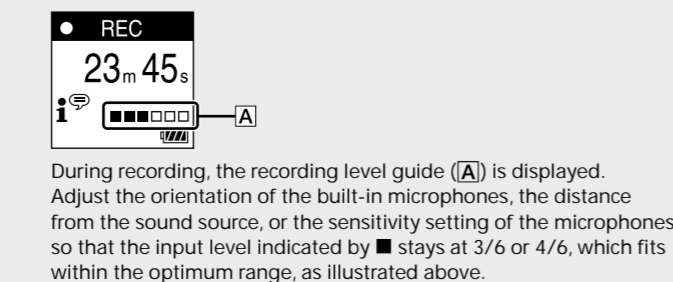 ● REC
23m 45s
i
■■■□□□ A
During recording, the recording level guide (A) is displayed.
Adjust the orientation of the built-in microphones, the distance
from the sound source, or the sensitivity setting of the microphones
so that the input level indicated by ■ stays at 3/6 or 4/6, which fits
within the optimum range, as illustrated above.